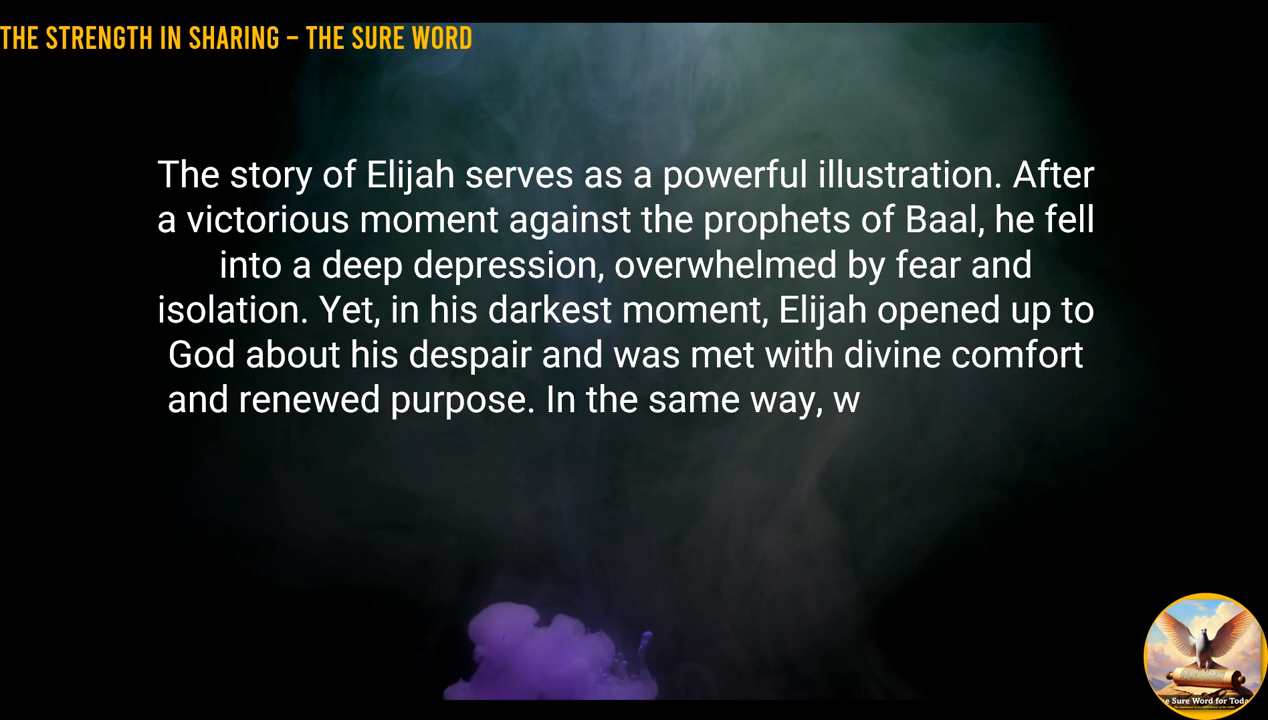 THE STRENGTH IN SHARING – THE SURE WORD
The story of Elijah serves as a powerful illustration. After
a victorious moment against the prophets of Baal, he fell
into a deep depression, overwhelmed by fear and
isolation. Yet, in his darkest moment, Elijah opened up to
God about his despair and was met with divine comfort
and renewed purpose. In the same way, w
Sure Word for